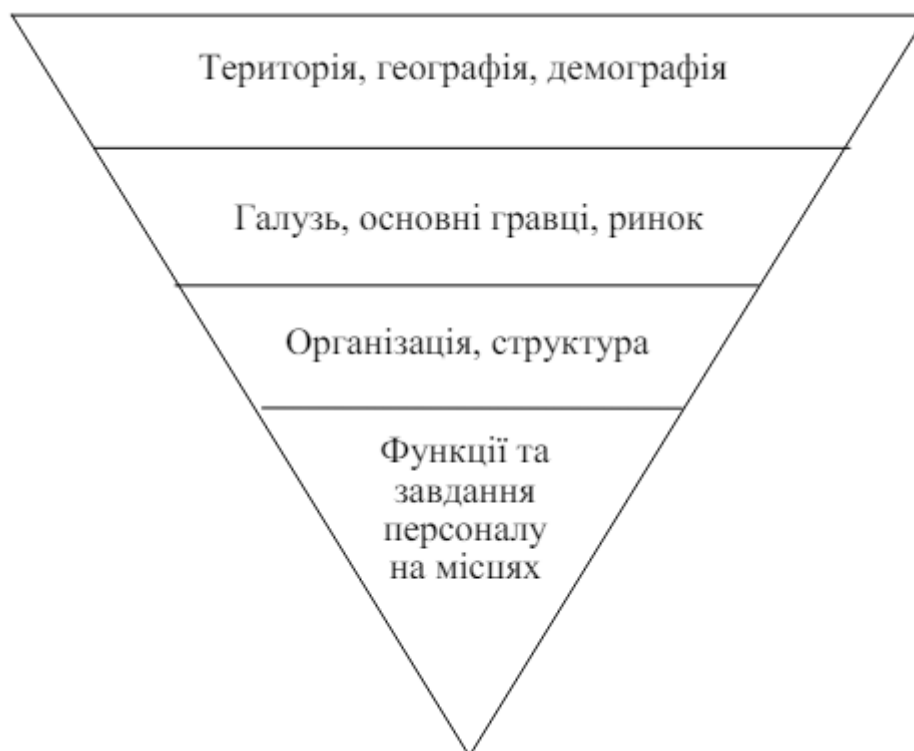 Територія, географія, демографія
Галузь, основні гравці, ринок
Організація, структура
Функції та
завдання
персоналу
на місцях